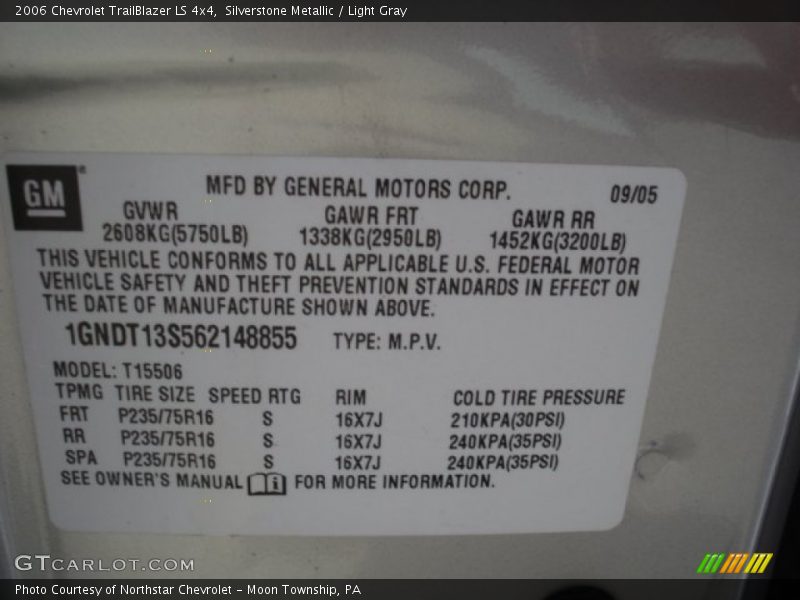 2006 Chevrolet TrailBlazer LS 4x4, Silverstone Metallic / Light Gray
GM
MFD BY GENERAL MOTORS CORP. 09/05
GVWR GAWR FRT GAWR RR
2608KG(5750LB) 1338KG(2950LB) 1452KG(3200LB)
THIS VEHICLE CONFORMS TO ALL APPLICABLE U.S. FEDERAL MOTOR
VEHICLE SAFETY AND THEFT PREVENTION STANDARDS IN EFFECT ON
THE DATE OF MANUFACTURE SHOWN ABOVE.
1GNDT13S562148855 TYPE: M.P.V.
MODEL: T15506
TPMG TIRE SIZE SPEED RTG RIM COLD TIRE PRESSURE
FRT P235/75R16 S 16X7J 210KPA(30PSI)
RR P235/75R16 S 16X7J 240KPA(35PSI)
SPA P235/75R16 S 16X7J 240KPA(35PSI)
SEE OWNER'S MANUAL FOR MORE INFORMATION.
GTCARLOT.COM
Photo Courtesy of Northstar Chevrolet - Moon Township, PA